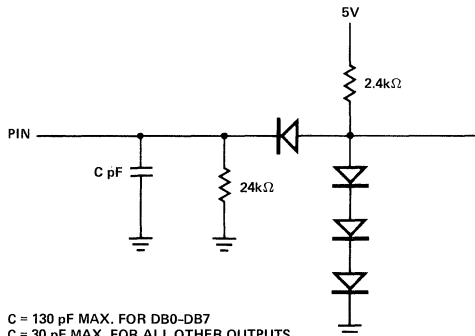 5V
2.4kΩ
PIN
C pF
24kΩ
C = 130 pF MAX. FOR DB0–DB7
C = 30 pF MAX. FOR ALL OTHER OUTPUTS